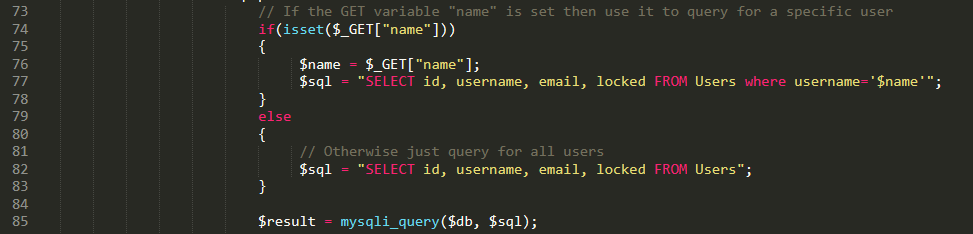 73 // If the GET variable "name" is set then use it to query for a specific user
74 if(isset($_GET["name"]))
75 {
76 $name = $_GET["name"];
77 $sql = "SELECT id, username, email, locked FROM Users where username='$name'";
78 }
79 else
80 {
81 // Otherwise just query for all users
82 $sql = "SELECT id, username, email, locked FROM Users";
83 }
84
85 $result = mysqli_query($db, $sql);